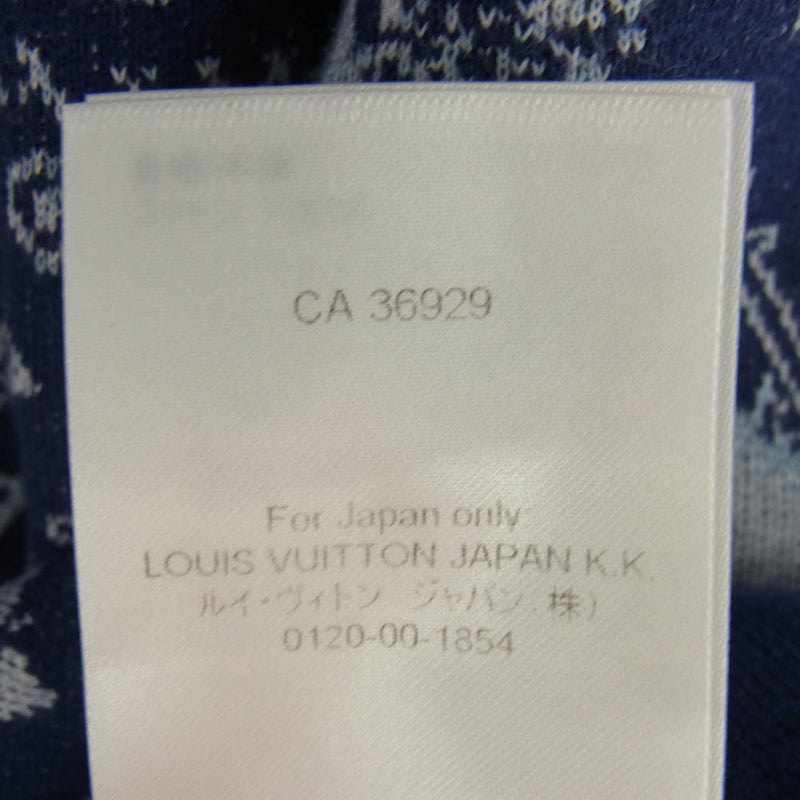 CA 36929
For Japan only
LOUIS VUITTON JAPAN K.K.
ルイ・ヴィトン ジャパン(株)
0120-00-1854